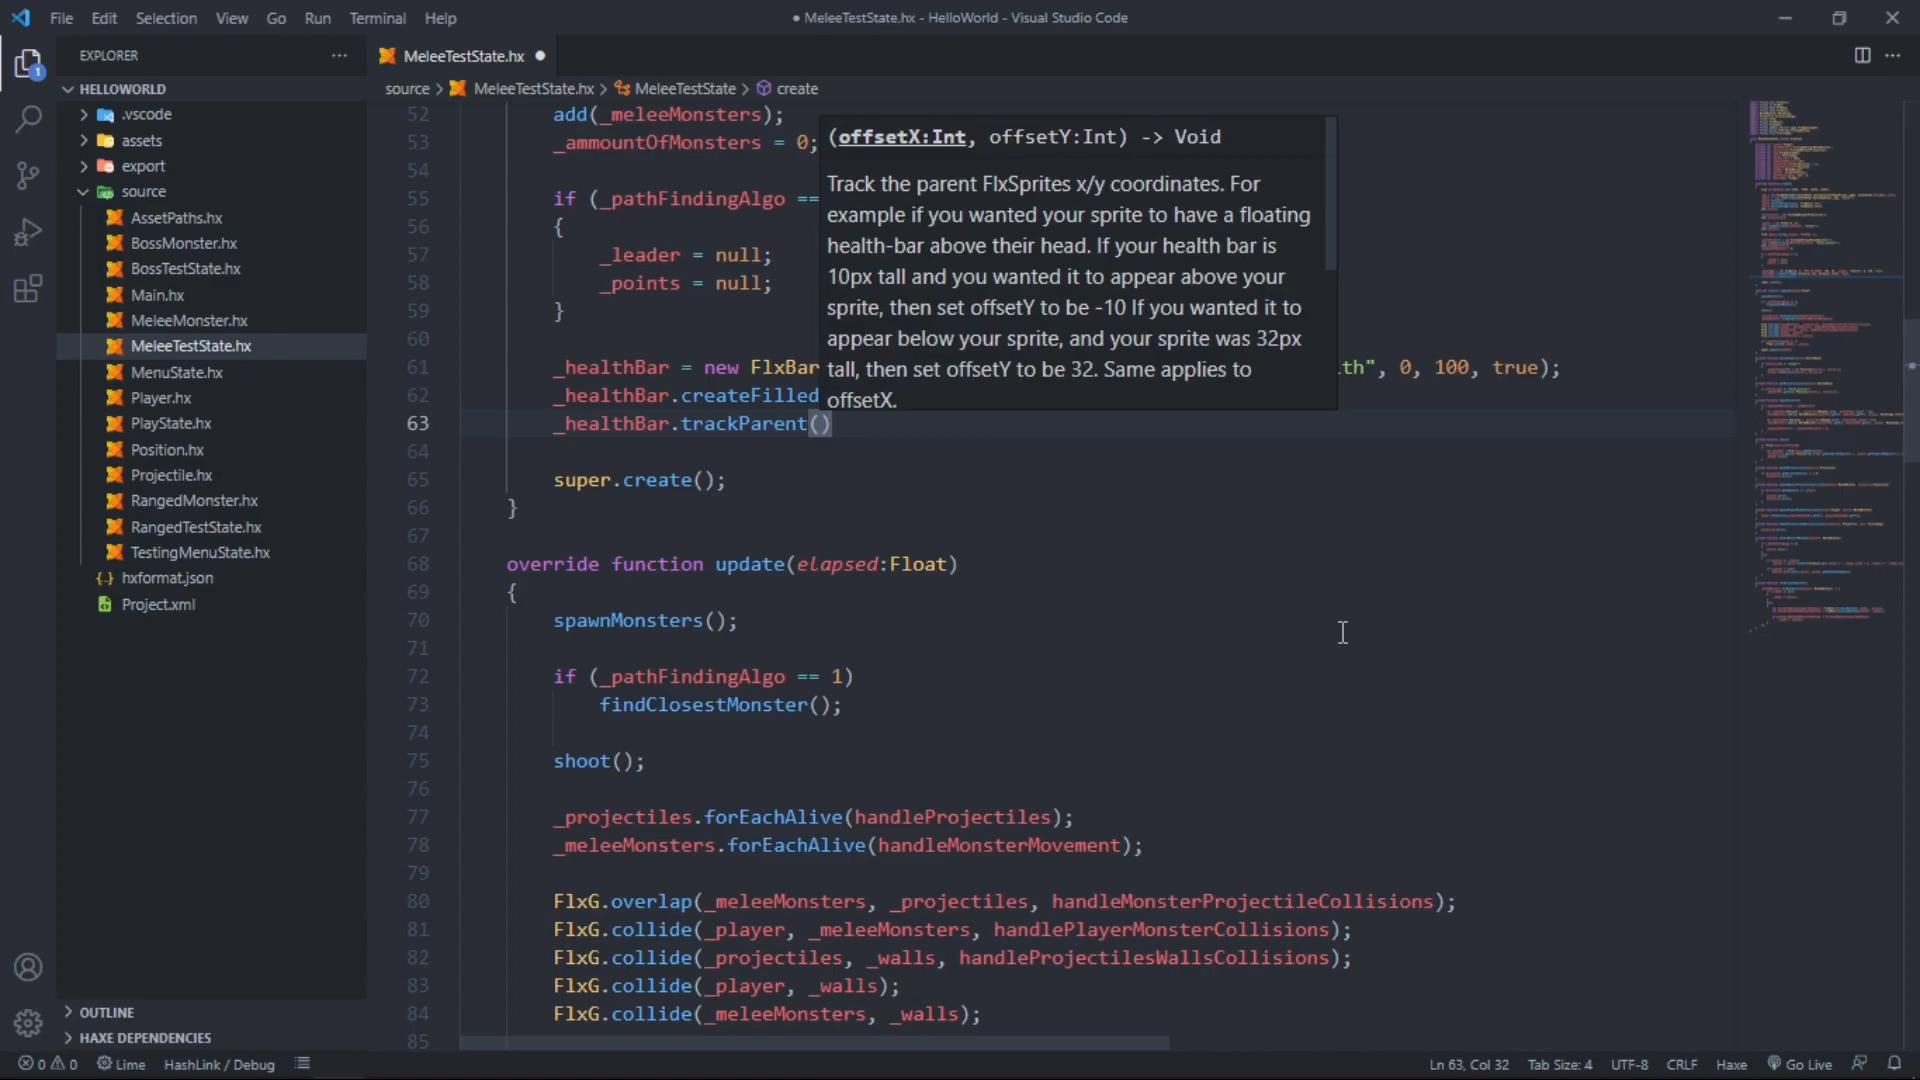 File Edit Selection View Go Run Terminal Help
● MeleeTestState.hx - HelloWorld - Visual Studio Code
EXPLORER
HELLOWORLD
.vscode
assets
export
source
AssetPaths.hx
BossMonster.hx
BossTestState.hx
Main.hx
MeleeMonster.hx
MeleeTestState.hx
MenuState.hx
Player.hx
PlayState.hx
Position.hx
Projectile.hx
RangedMonster.hx
RangedTestState.hx
TestingMenuState.hx
hxformat.json
Project.xml
OUTLINE
HAXE DEPENDENCIES
1
MeleeTestState.hx ●
source > MeleeTestState.hx > MeleeTestState > create
52 add(_meleeMonsters);
53 _ammountOfMonsters = 0;
54
55 if (_pathFindingAlgo ==
56 {
57 _leader = null;
58 _points = null;
59 }
60
61 _healthBar = new FlxBar lth", 0, 100, true);
62 _healthBar.createFilled
63 _healthBar.trackParent()
64
65 super.create();
66 }
67
68 override function update(elapsed:Float)
69 {
70 spawnMonsters();
71
72 if (_pathFindingAlgo == 1)
73 findClosestMonster();
74
75 shoot();
76
77 _projectiles.forEachAlive(handleProjectiles);
78 _meleeMonsters.forEachAlive(handleMonsterMovement);
79
80 FlxG.overlap(_meleeMonsters, _projectiles, handleMonsterProjectileCollisions);
81 FlxG.collide(_player, _meleeMonsters, handlePlayerMonsterCollisions);
82 FlxG.collide(_projectiles, _walls, handleProjectilesWallsCollisions);
83 FlxG.collide(_player, _walls);
84 FlxG.collide(_meleeMonsters, _walls);
85
(offsetX:Int, offsetY:Int) -> Void
Track the parent FlxSprites x/y coordinates. For
example if you wanted your sprite to have a floating
health-bar above their head. If your health bar is
10px tall and you wanted it to appear above your
sprite, then set offsetY to be -10 If you wanted it to
appear below your sprite, and your sprite was 32px
tall, then set offsetY to be 32. Same applies to
offsetX.
0 0 Lime HashLink / Debug
Ln 63, Col 32 Tab Size: 4 UTF-8 CRLF Haxe Go Live